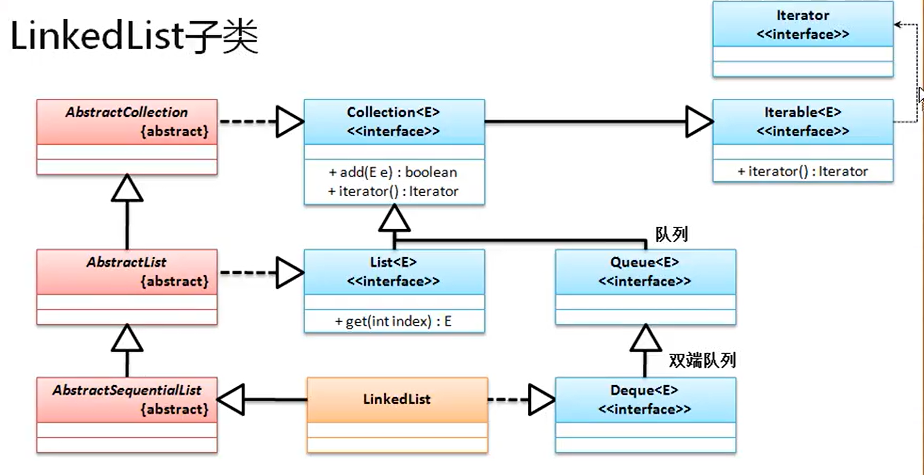 LinkedList子类
Iterator
<<interface>>
AbstractCollection
{abstract}
Collection<E>
<<interface>>
+ add(E e) : boolean
+ iterator() : Iterator
Iterable<E>
<<interface>>
+ iterator() : Iterator
队列
AbstractList
{abstract}
List<E>
<<interface>>
+ get(int index) : E
Queue<E>
<<interface>>
双端队列
AbstractSequentialList
{abstract}
LinkedList
Deque<E>
<<interface>>